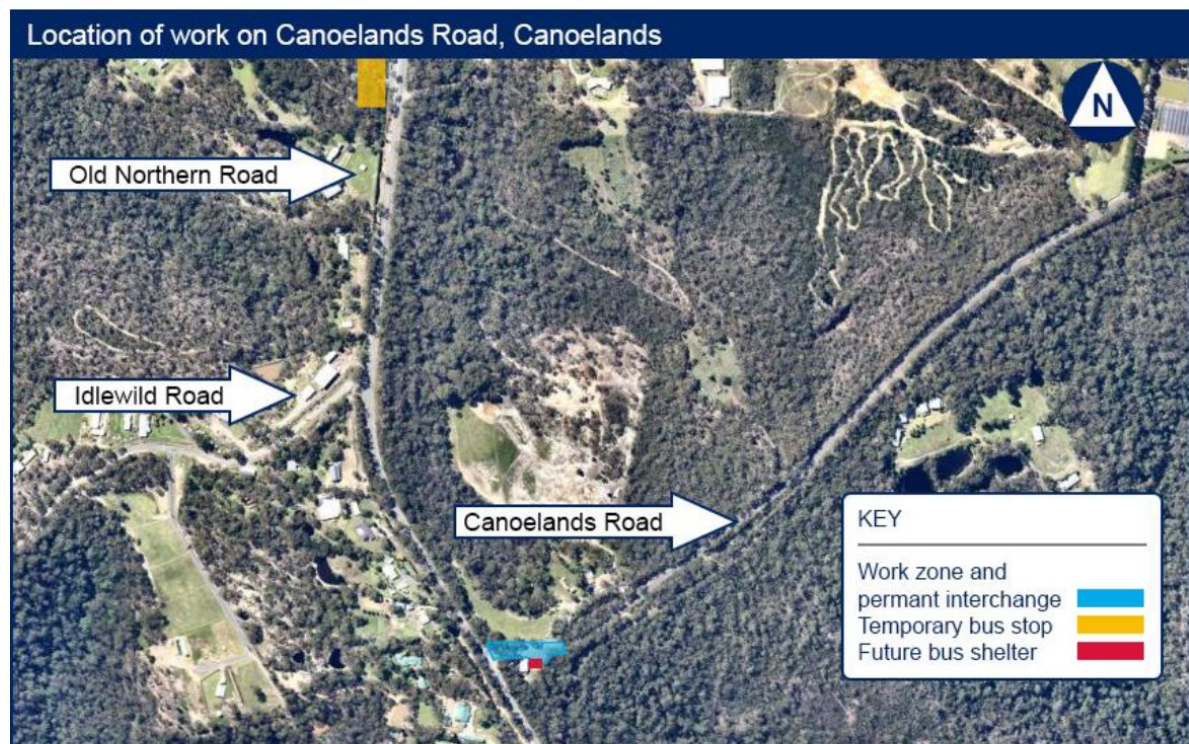 Location of work on Canoelands Road, Canoelands
N
Old Northern Road
Idlewild Road
Canoelands Road
KEY
Work zone and
permant interchange
Temporary bus stop
Future bus shelter